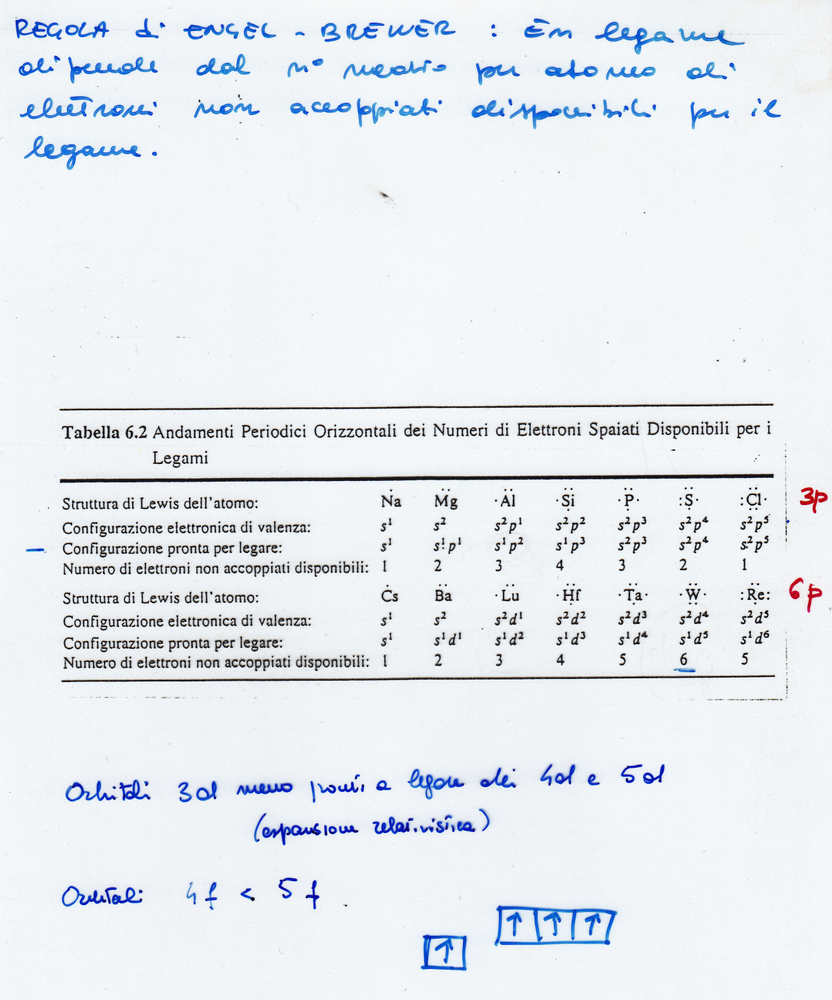 REGOLA di ENGEL - BREWER : En legame
dipende dal n° medio per atomo di
elettroni non accoppiati disponibili per il
legame.
Tabella 6.2 Andamenti Periodici Orizzontali dei Numeri di Elettroni Spaiati Disponibili per i
Legami
Struttura di Lewis dell'atomo: Na Mg ·Al ·Si ·P· :S· :Cl· 3p
Configurazione elettronica di valenza: s¹ s² s²p¹ s²p² s²p³ s²p⁴ s²p⁵
Configurazione pronta per legare: s¹ s¹p¹ s¹p² s¹p³ s²p³ s²p⁴ s²p⁵
Numero di elettroni non accoppiati disponibili: 1 2 3 4 3 2 1
Struttura di Lewis dell'atomo: Cs Ba ·Lu ·Hf ·Ta· ·W· :Re: 6p
Configurazione elettronica di valenza: s¹ s² s²d¹ s²d² s²d³ s²d⁴ s²d⁵
Configurazione pronta per legare: s¹ s¹d¹ s¹d² s¹d³ s¹d⁴ s¹d⁵ s¹d⁶
Numero di elettroni non accoppiati disponibili: 1 2 3 4 5 6 5
Orbitali 3d meno pronti a legare dei 4d e 5d
(espansione relativistica)
Orbitali 4f < 5f
↑ ↑ ↑
↑